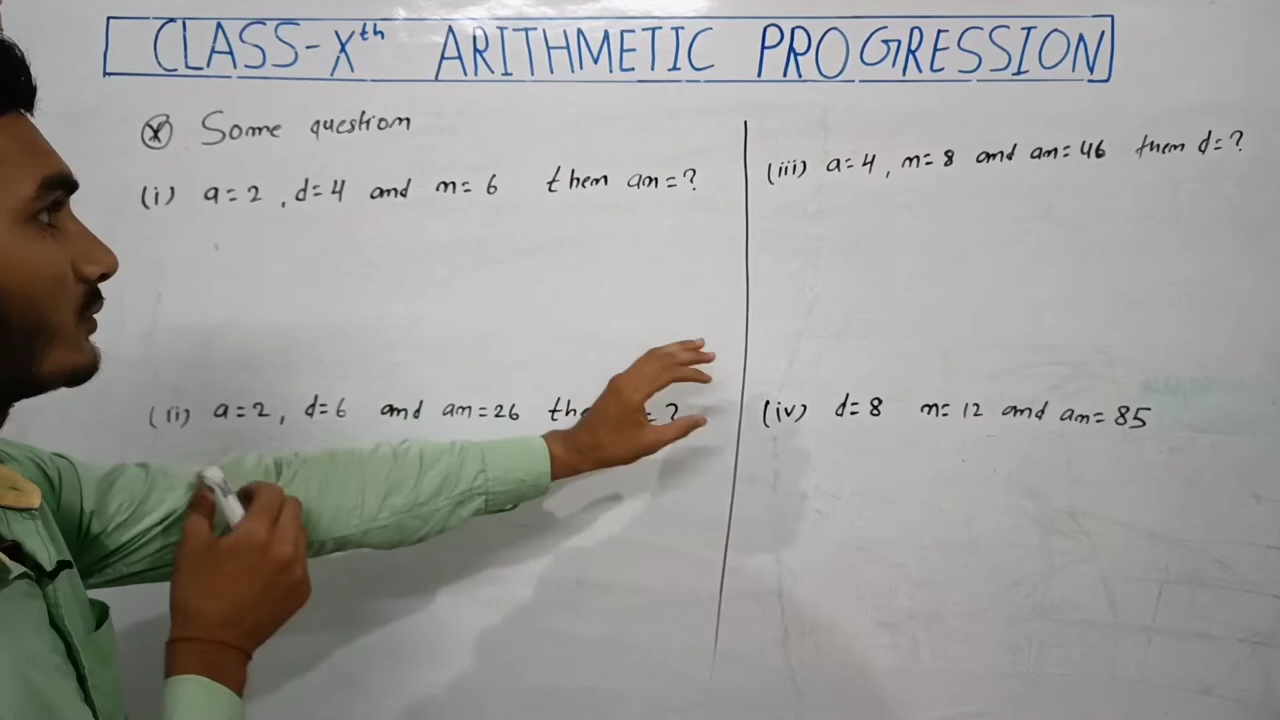 CLASS-Xth ARITHMETIC PROGRESSION
Some question
(i) a=2, d=4 and n=6 then an=?
(ii) a=2, d=6 and an=26 =?
(iii) a=4, n=8 and an=46 then d=?
(iv) d=8 n=12 and an=85